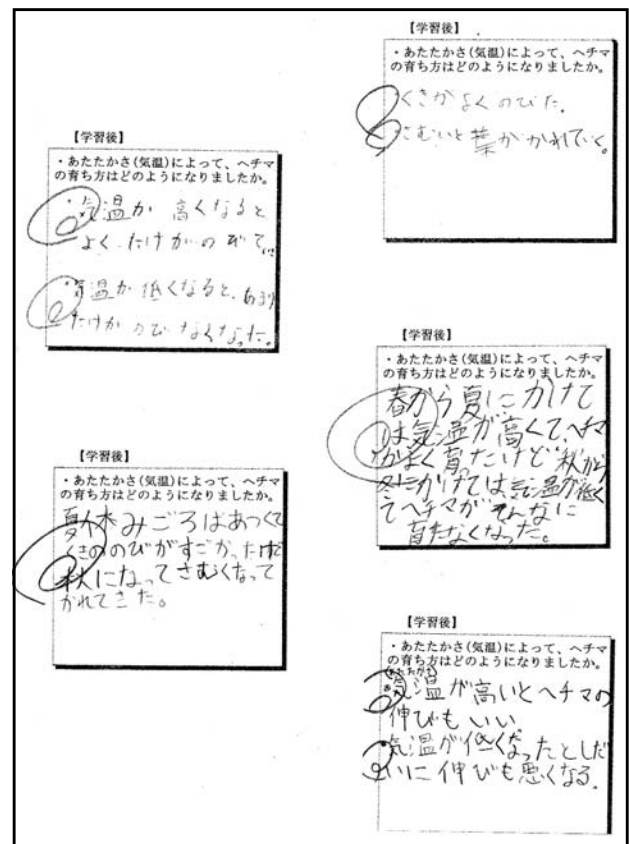 【学習後】
・あたたかさ(気温)によって、ヘチマ
の育ち方はどのようになりましたか。
・気温が 高くなると
よく たけがのびて、
・気温が低くなると、あまり
たけがのびなくなった。
【学習後】
・あたたかさ(気温)によって、ヘチマ
の育ち方はどのようになりましたか。
夏休みごろはあつくて
くきののびがすごかったけど
秋になってさむくなって
かれてきた。
【学習後】
・あたたかさ(気温)によって、ヘチマ
の育ち方はどのようになりましたか。
くきがよくのびた。
さむいと葉がかれていく。
【学習後】
・あたたかさ(気温)によって、ヘチマ
の育ち方はどのようになりましたか。
春から夏にかけて
は気温が高くて、ヘチマ
がよく育ったけど秋から
冬にかけては気温が低く
てヘチマがそんなに
育たなくなった。
【学習後】
・あたたかさ(気温)によって、ヘチマ
の育ち方はどのようになりましたか。
気温が高いとヘチマの
伸びもいい
気温が低くなったとしだ
いに伸びも悪くなる.